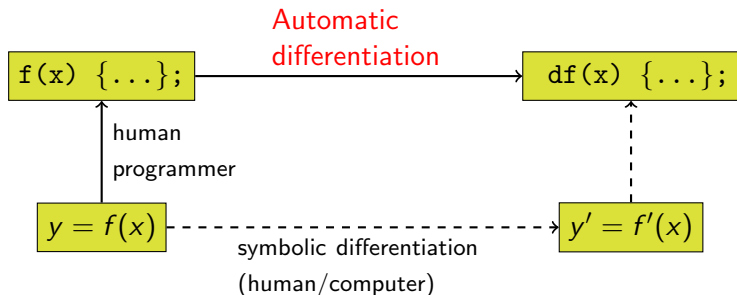 Automatic
differentiation
f(x) {...};
df(x) {...};
human
programmer
y = f(x)
y′ = f′(x)
symbolic differentiation
(human/computer)